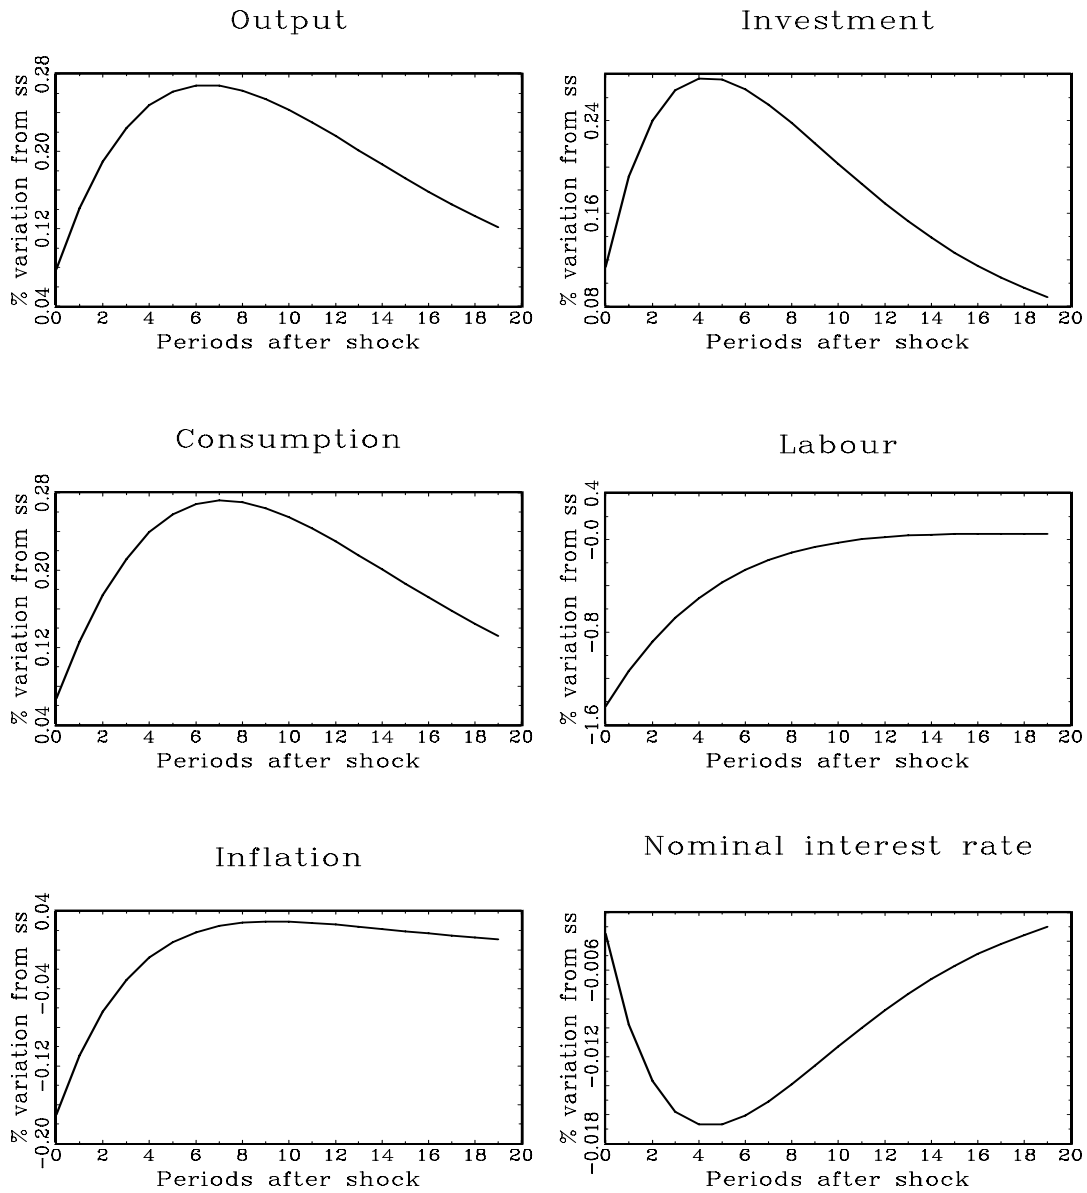 Output
Investment
% variation from ss
0.04 0.12 0.20 0.28
0 2 4 6 8 10 12 14 16 18 20
Periods after shock
% variation from ss
0.08 0.16 0.24
0 2 4 6 8 10 12 14 16 18 20
Periods after shock
Consumption
Labour
% variation from ss
0.04 0.12 0.20 0.28
0 2 4 6 8 10 12 14 16 18 20
Periods after shock
% variation from ss
-1.6 -0.8 -0.0 0.4
0 2 4 6 8 10 12 14 16 18 20
Periods after shock
Inflation
Nominal interest rate
% variation from ss
-0.20 -0.12 -0.04 0.04
0 2 4 6 8 10 12 14 16 18 20
Periods after shock
% variation from ss
-0.018 -0.012 -0.006
0 2 4 6 8 10 12 14 16 18 20
Periods after shock